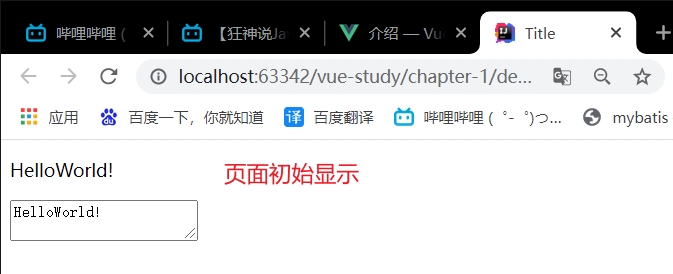 哔哩哔哩 (
【狂神说Ja
介绍 — Vu
Title
localhost:63342/vue-study/chapter-1/de...
应用
百度一下，你就知道
译 百度翻译
哔哩哔哩 ( ゜- ゜)つ...
mybatis
HelloWorld!
页面初始显示
HelloWorld!